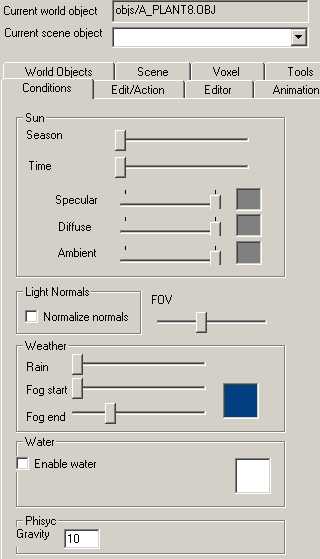 Current world object objs/A_PLANT8.OBJ
Current scene object
World Objects Scene Voxel Tools
Conditions Edit/Action Editor Animation
Sun
Season
Time
Specular
Diffuse
Ambient
Light Normals
Normalize normals
FOV
Weather
Rain
Fog start
Fog end
Water
Enable water
Phisyc
Gravity 10